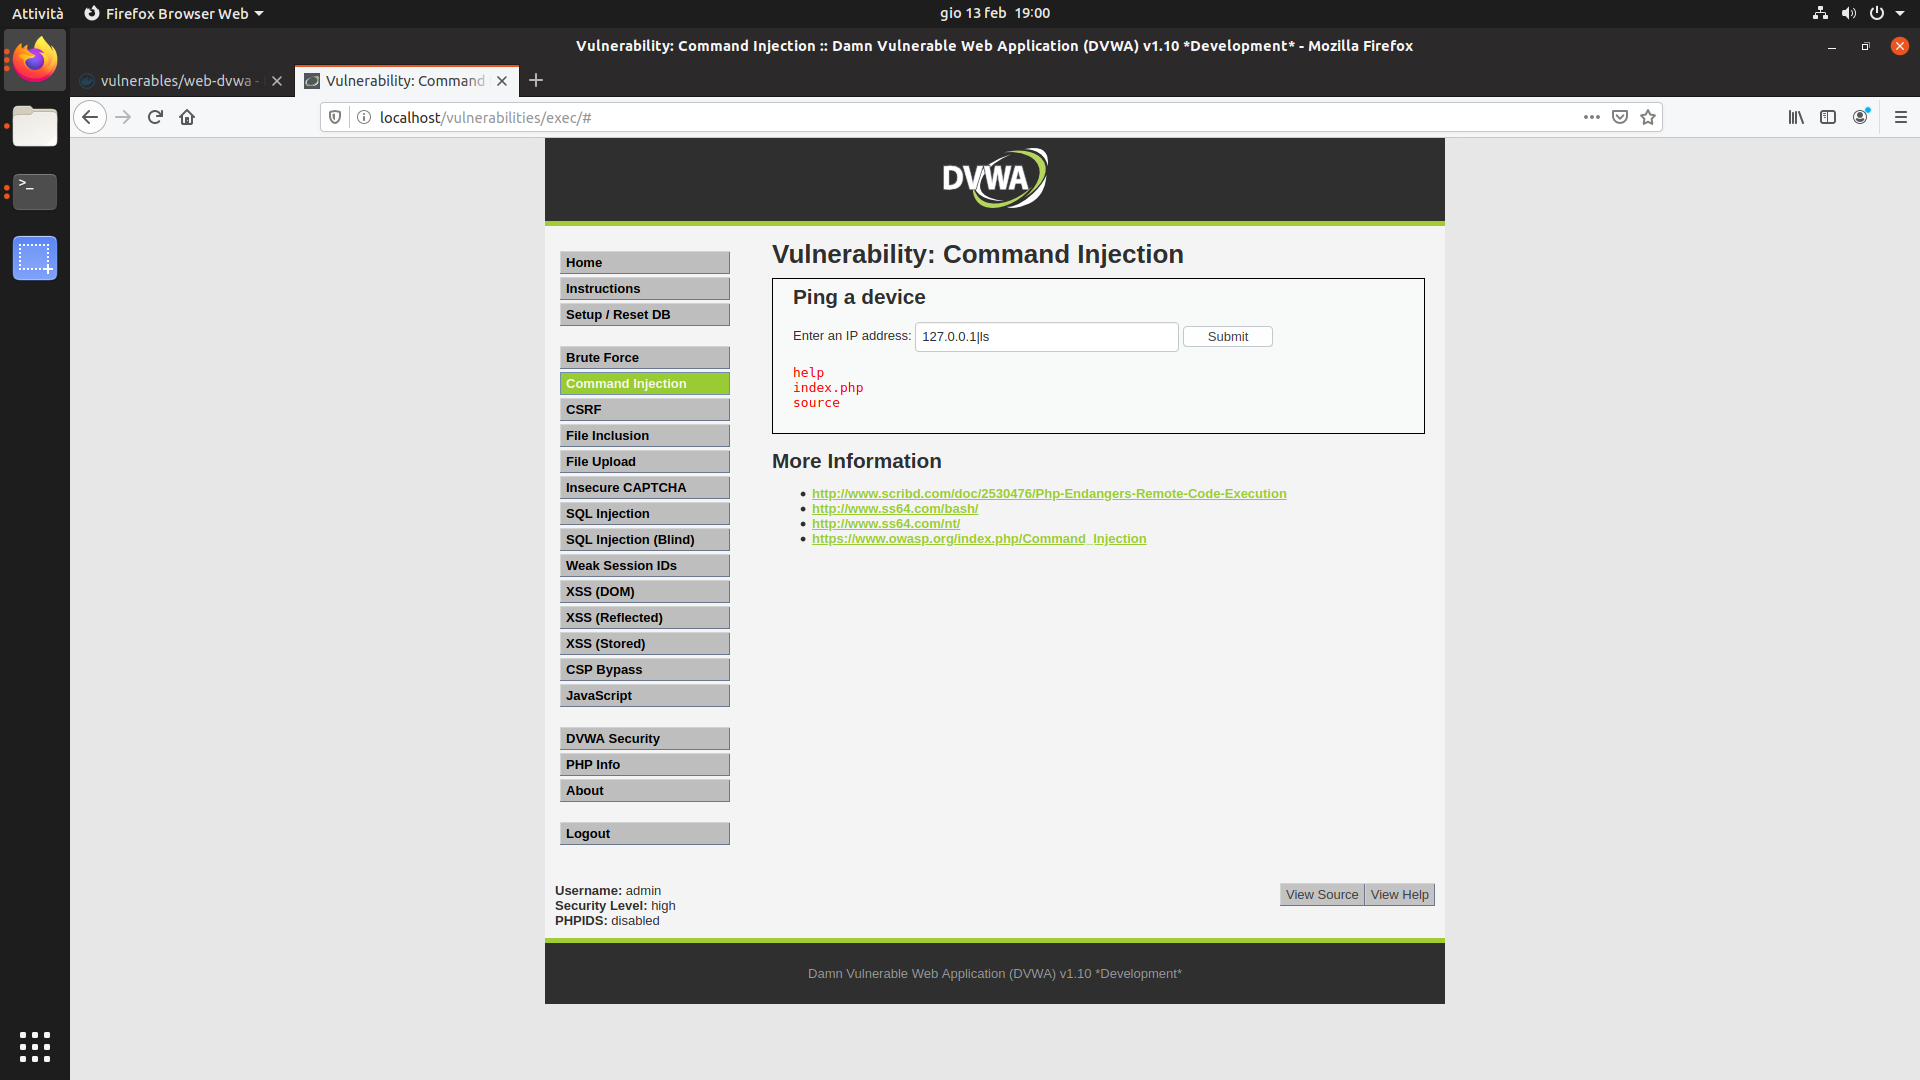 Attività
Firefox Browser Web
gio 13 feb 19:00
Vulnerability: Command Injection :: Damn Vulnerable Web Application (DVWA) v1.10 *Development* - Mozilla Firefox
vulnerables/web-dvwa -
Vulnerability: Command
localhost/vulnerabilities/exec/#
>_
DVWA
Home
Instructions
Setup / Reset DB
Brute Force
Command Injection
CSRF
File Inclusion
File Upload
Insecure CAPTCHA
SQL Injection
SQL Injection (Blind)
Weak Session IDs
XSS (DOM)
XSS (Reflected)
XSS (Stored)
CSP Bypass
JavaScript
DVWA Security
PHP Info
About
Logout
Vulnerability: Command Injection
Ping a device
Enter an IP address: 127.0.0.1|ls Submit
help
index.php
source
More Information
http://www.scribd.com/doc/2530476/Php-Endangers-Remote-Code-Execution
http://www.ss64.com/bash/
http://www.ss64.com/nt/
https://www.owasp.org/index.php/Command_Injection
Username: admin
Security Level: high
PHPIDS: disabled
View Source View Help
Damn Vulnerable Web Application (DVWA) v1.10 *Development*